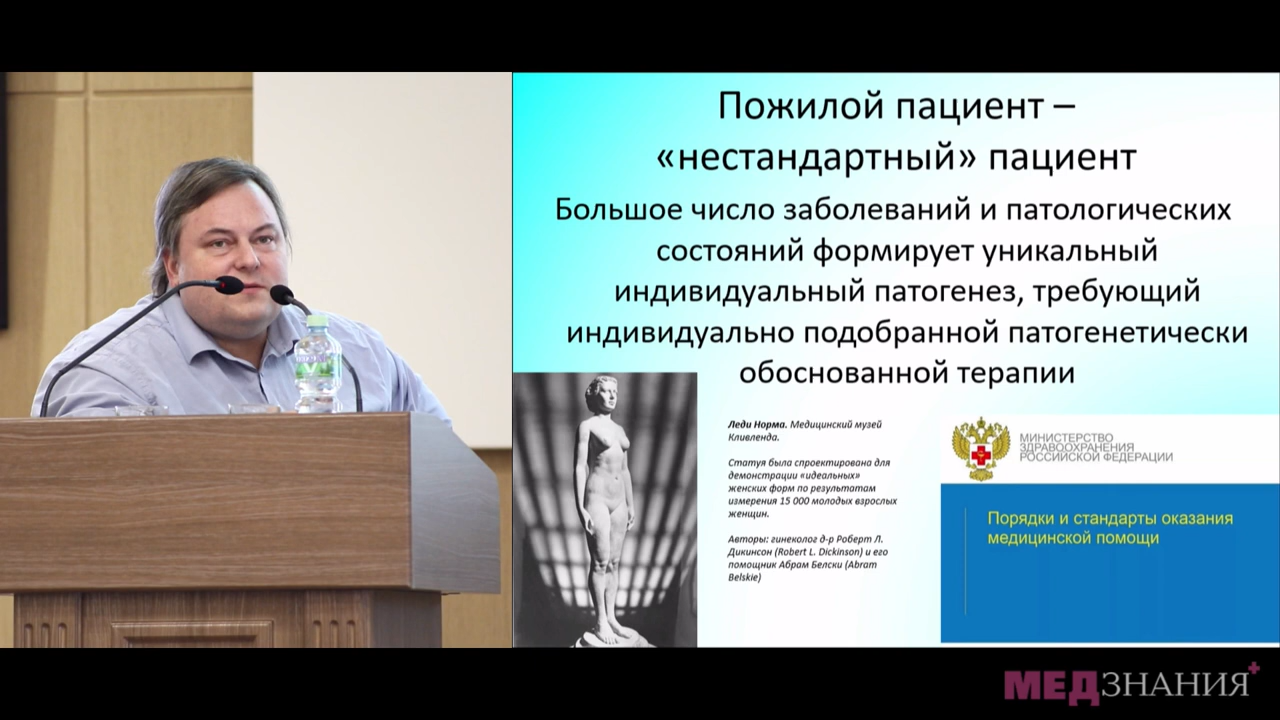 Пожилой пациент –
«нестандартный» пациент
Большое число заболеваний и патологических
состояний формирует уникальный
индивидуальный патогенез, требующий
индивидуально подобранной патогенетически
обоснованной терапии
Леди Норма. Медицинский музей
Кливленда.
Статуя была спроектирована для
демонстрации «идеальных»
женских форм по результатам
измерения 15 000 молодых взрослых
женщин.
Авторы: гинеколог д-р Роберт Л.
Дикинсон (Robert L. Dickinson) и его
помощник Абрам Белски (Abram
Belskie)
МИНИСТЕРСТВО
ЗДРАВООХРАНЕНИЯ
РОССИЙСКОЙ ФЕДЕРАЦИИ
Порядки и стандарты оказания
медицинской помощи
МЕДЗНАНИЯ+